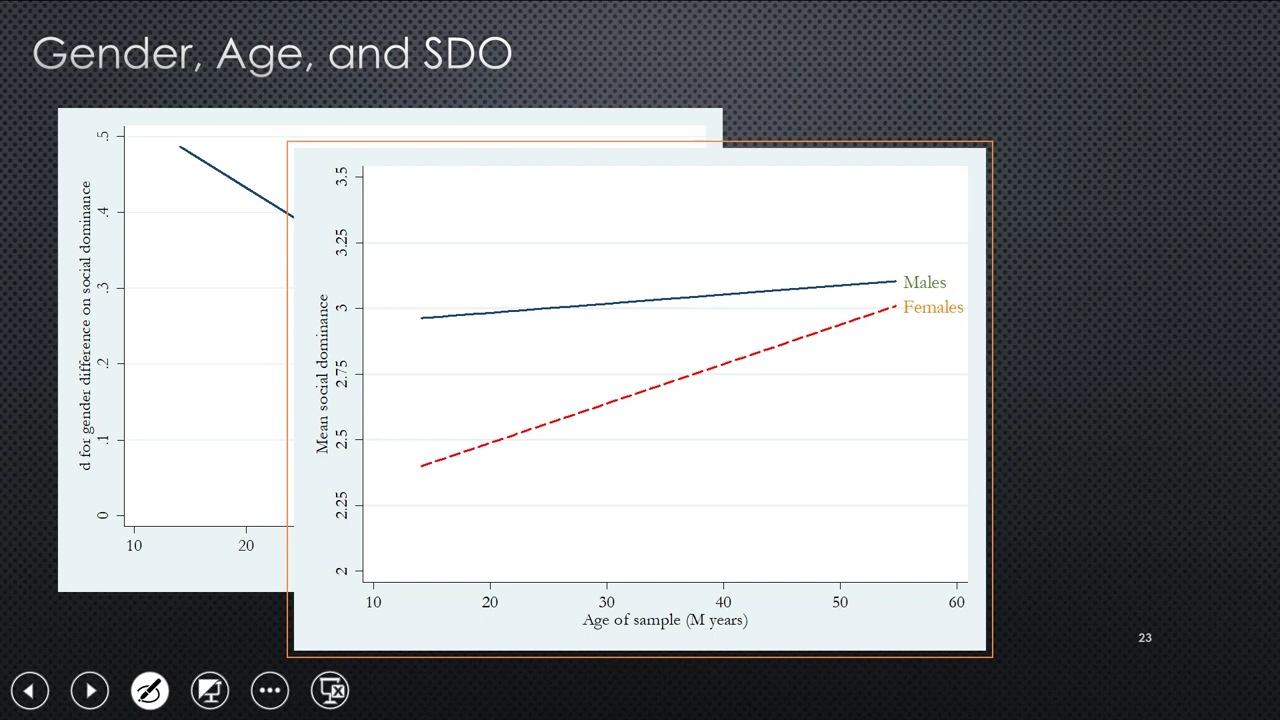 Gender, Age, and SDO
d for gender difference on social dominance
.5
.4
.3
.2
.1
0
10
20
Mean social dominance
3.5
3.25
3
2.75
2.5
2.25
2
Males
Females
10 20 30 40 50 60
Age of sample (M years)
23